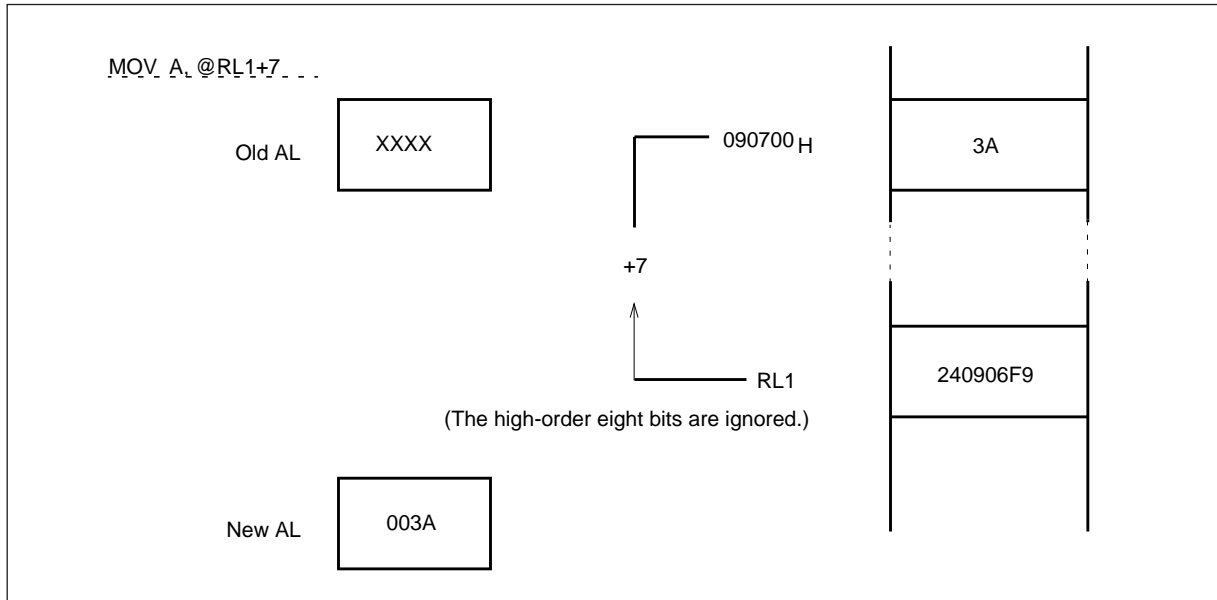 MOV A, @RL1+7
Old AL
XXXX
090700 H
3A
+7
RL1
240906F9
(The high-order eight bits are ignored.)
New AL
003A